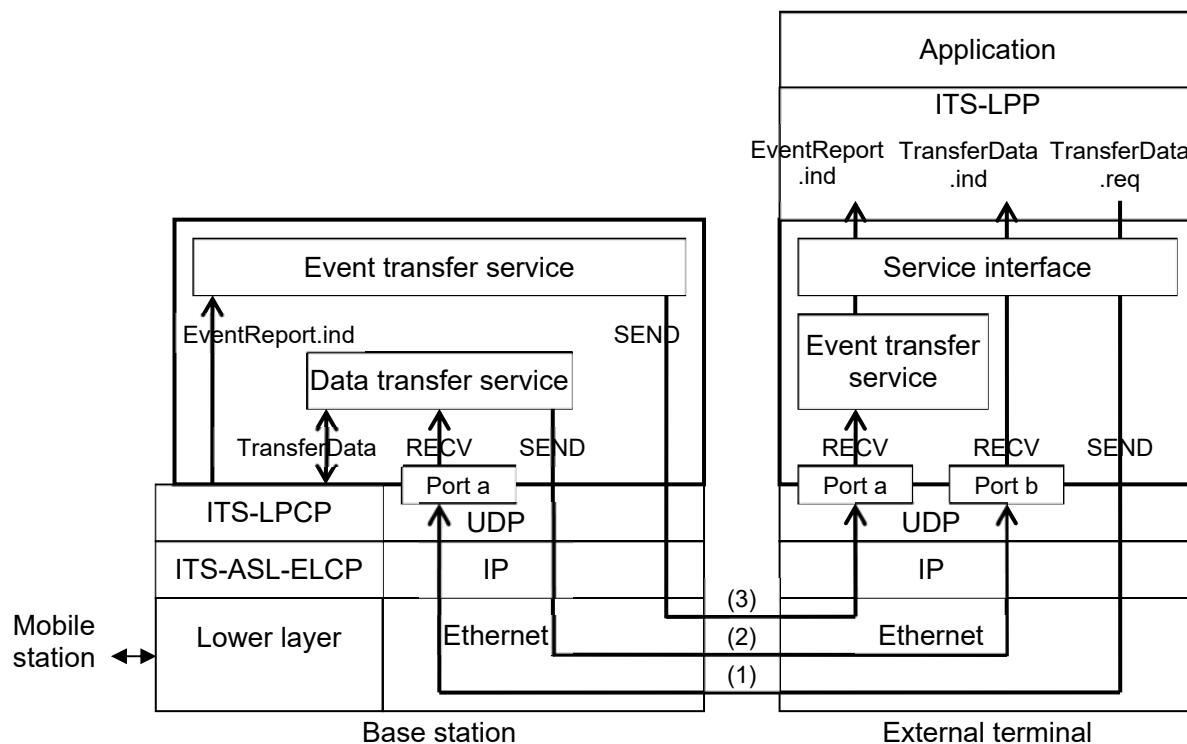 Application
ITS-LPP
EventReport
.ind
TransferData
.ind
TransferData
.req
Event transfer service
Service interface
EventReport.ind
SEND
Event transfer
service
Data transfer service
TransferData
RECV
SEND
RECV
RECV
SEND
Port a
Port a
Port b
ITS-LPCP
UDP
UDP
ITS-ASL-ELCP
IP
IP
Mobile
station
Lower layer
Ethernet
(3)
(2)
(1)
Ethernet
Base station
External terminal